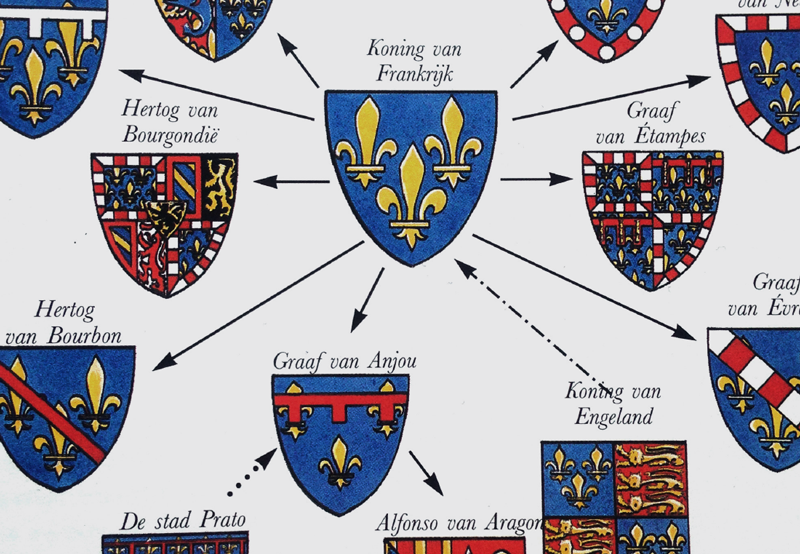 van Ne
Koning van
Frankrijk
Hertog van
Bourgondië
Graaf
van Étampes
Hertog
van Bourbon
Graaf
van Évr
Graaf van Anjou
Koning van
Engeland
De stad Prato
Alfonso van Aragon